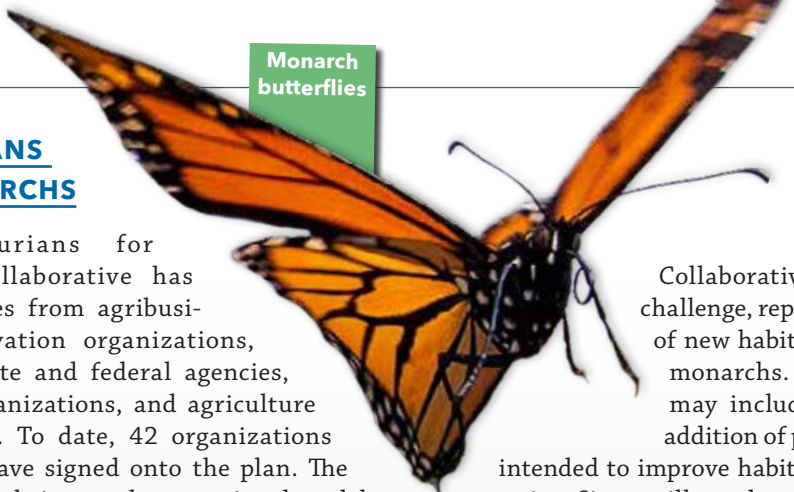 Monarch
butterflies
ANS
RCHS
urians for
llaborative has
es from agribusi-
vation organizations,
te and federal agencies,
anizations, and agriculture
. To date, 42 organizations
ave signed onto the plan. The
Collaborativ
challenge, rep
of new habit
monarchs.
may includ
addition of p
intended to improve habit